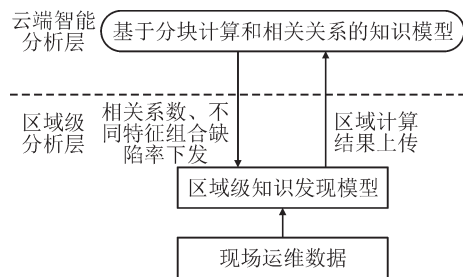 云端智能
分析层
基于分块计算和相关关系的知识模型
区域级
分析层
相关系数、不
同特征组合缺
陷率下发
区域计算
结果上传
区域级知识发现模型
现场运维数据